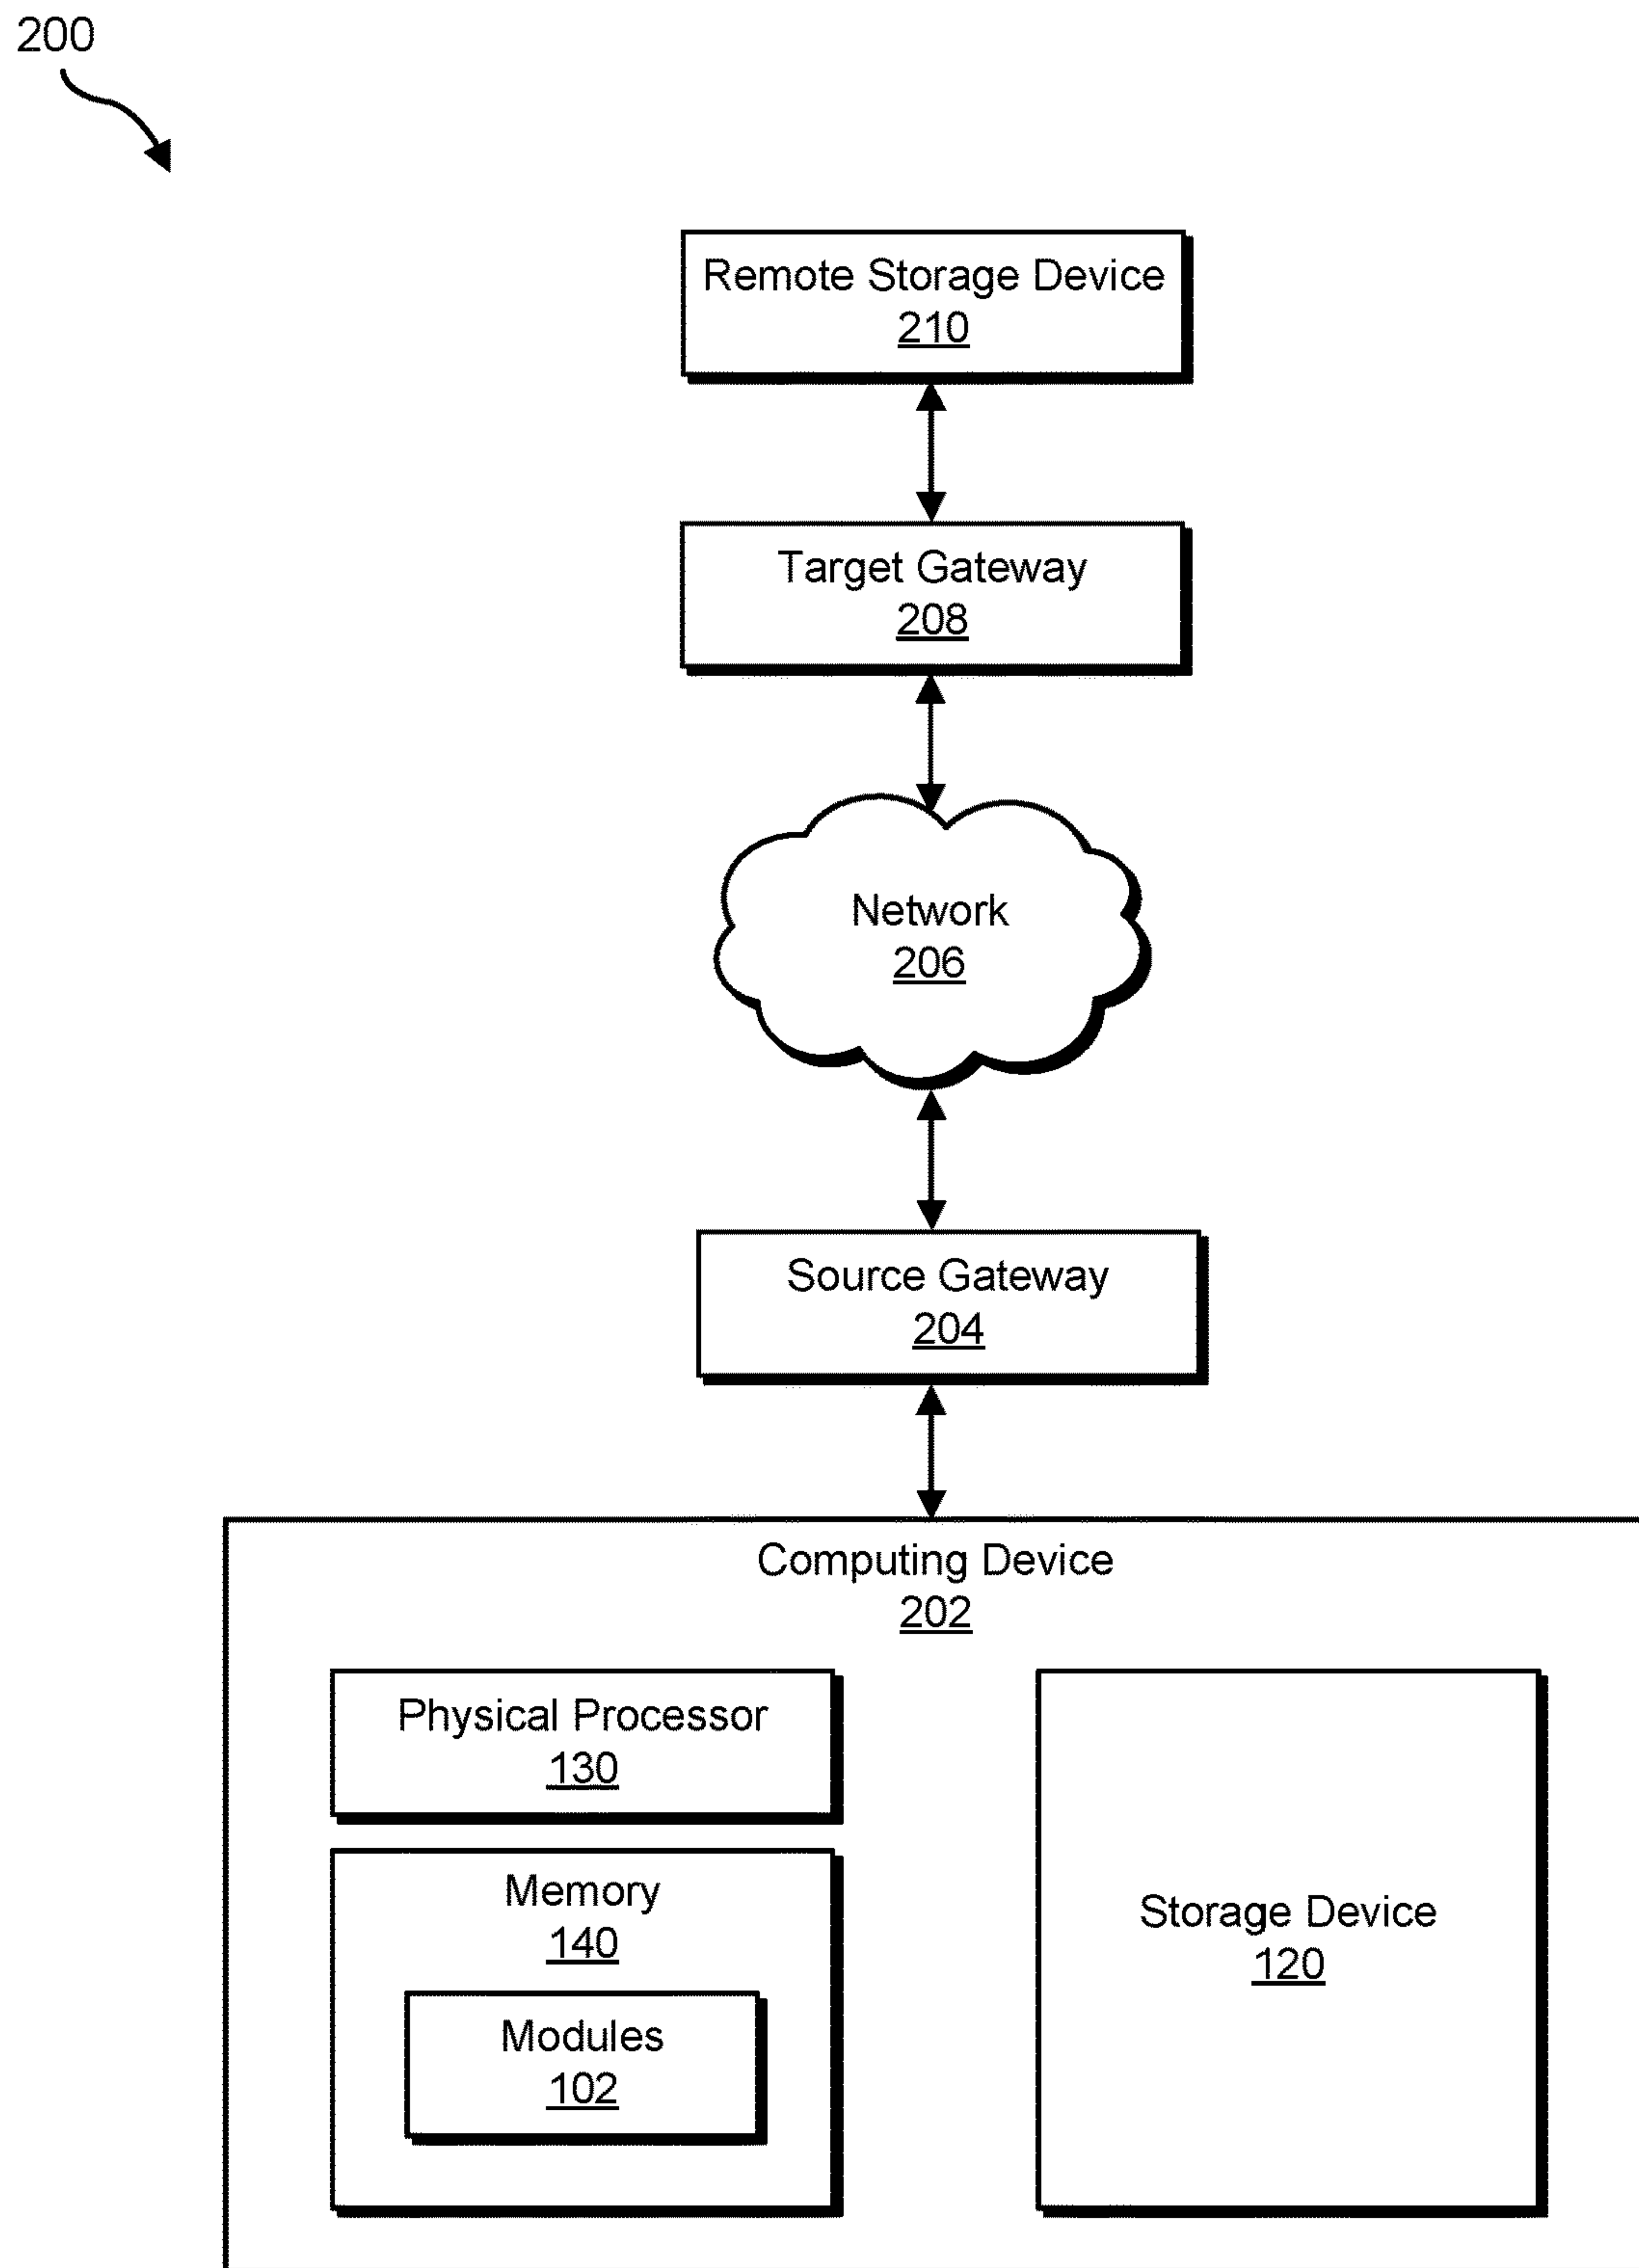 200
Remote Storage Device
210
Target Gateway
208
Network
206
Source Gateway
204
Computing Device
202
Physical Processor
130
Memory
140
Modules
102
Storage Device
120